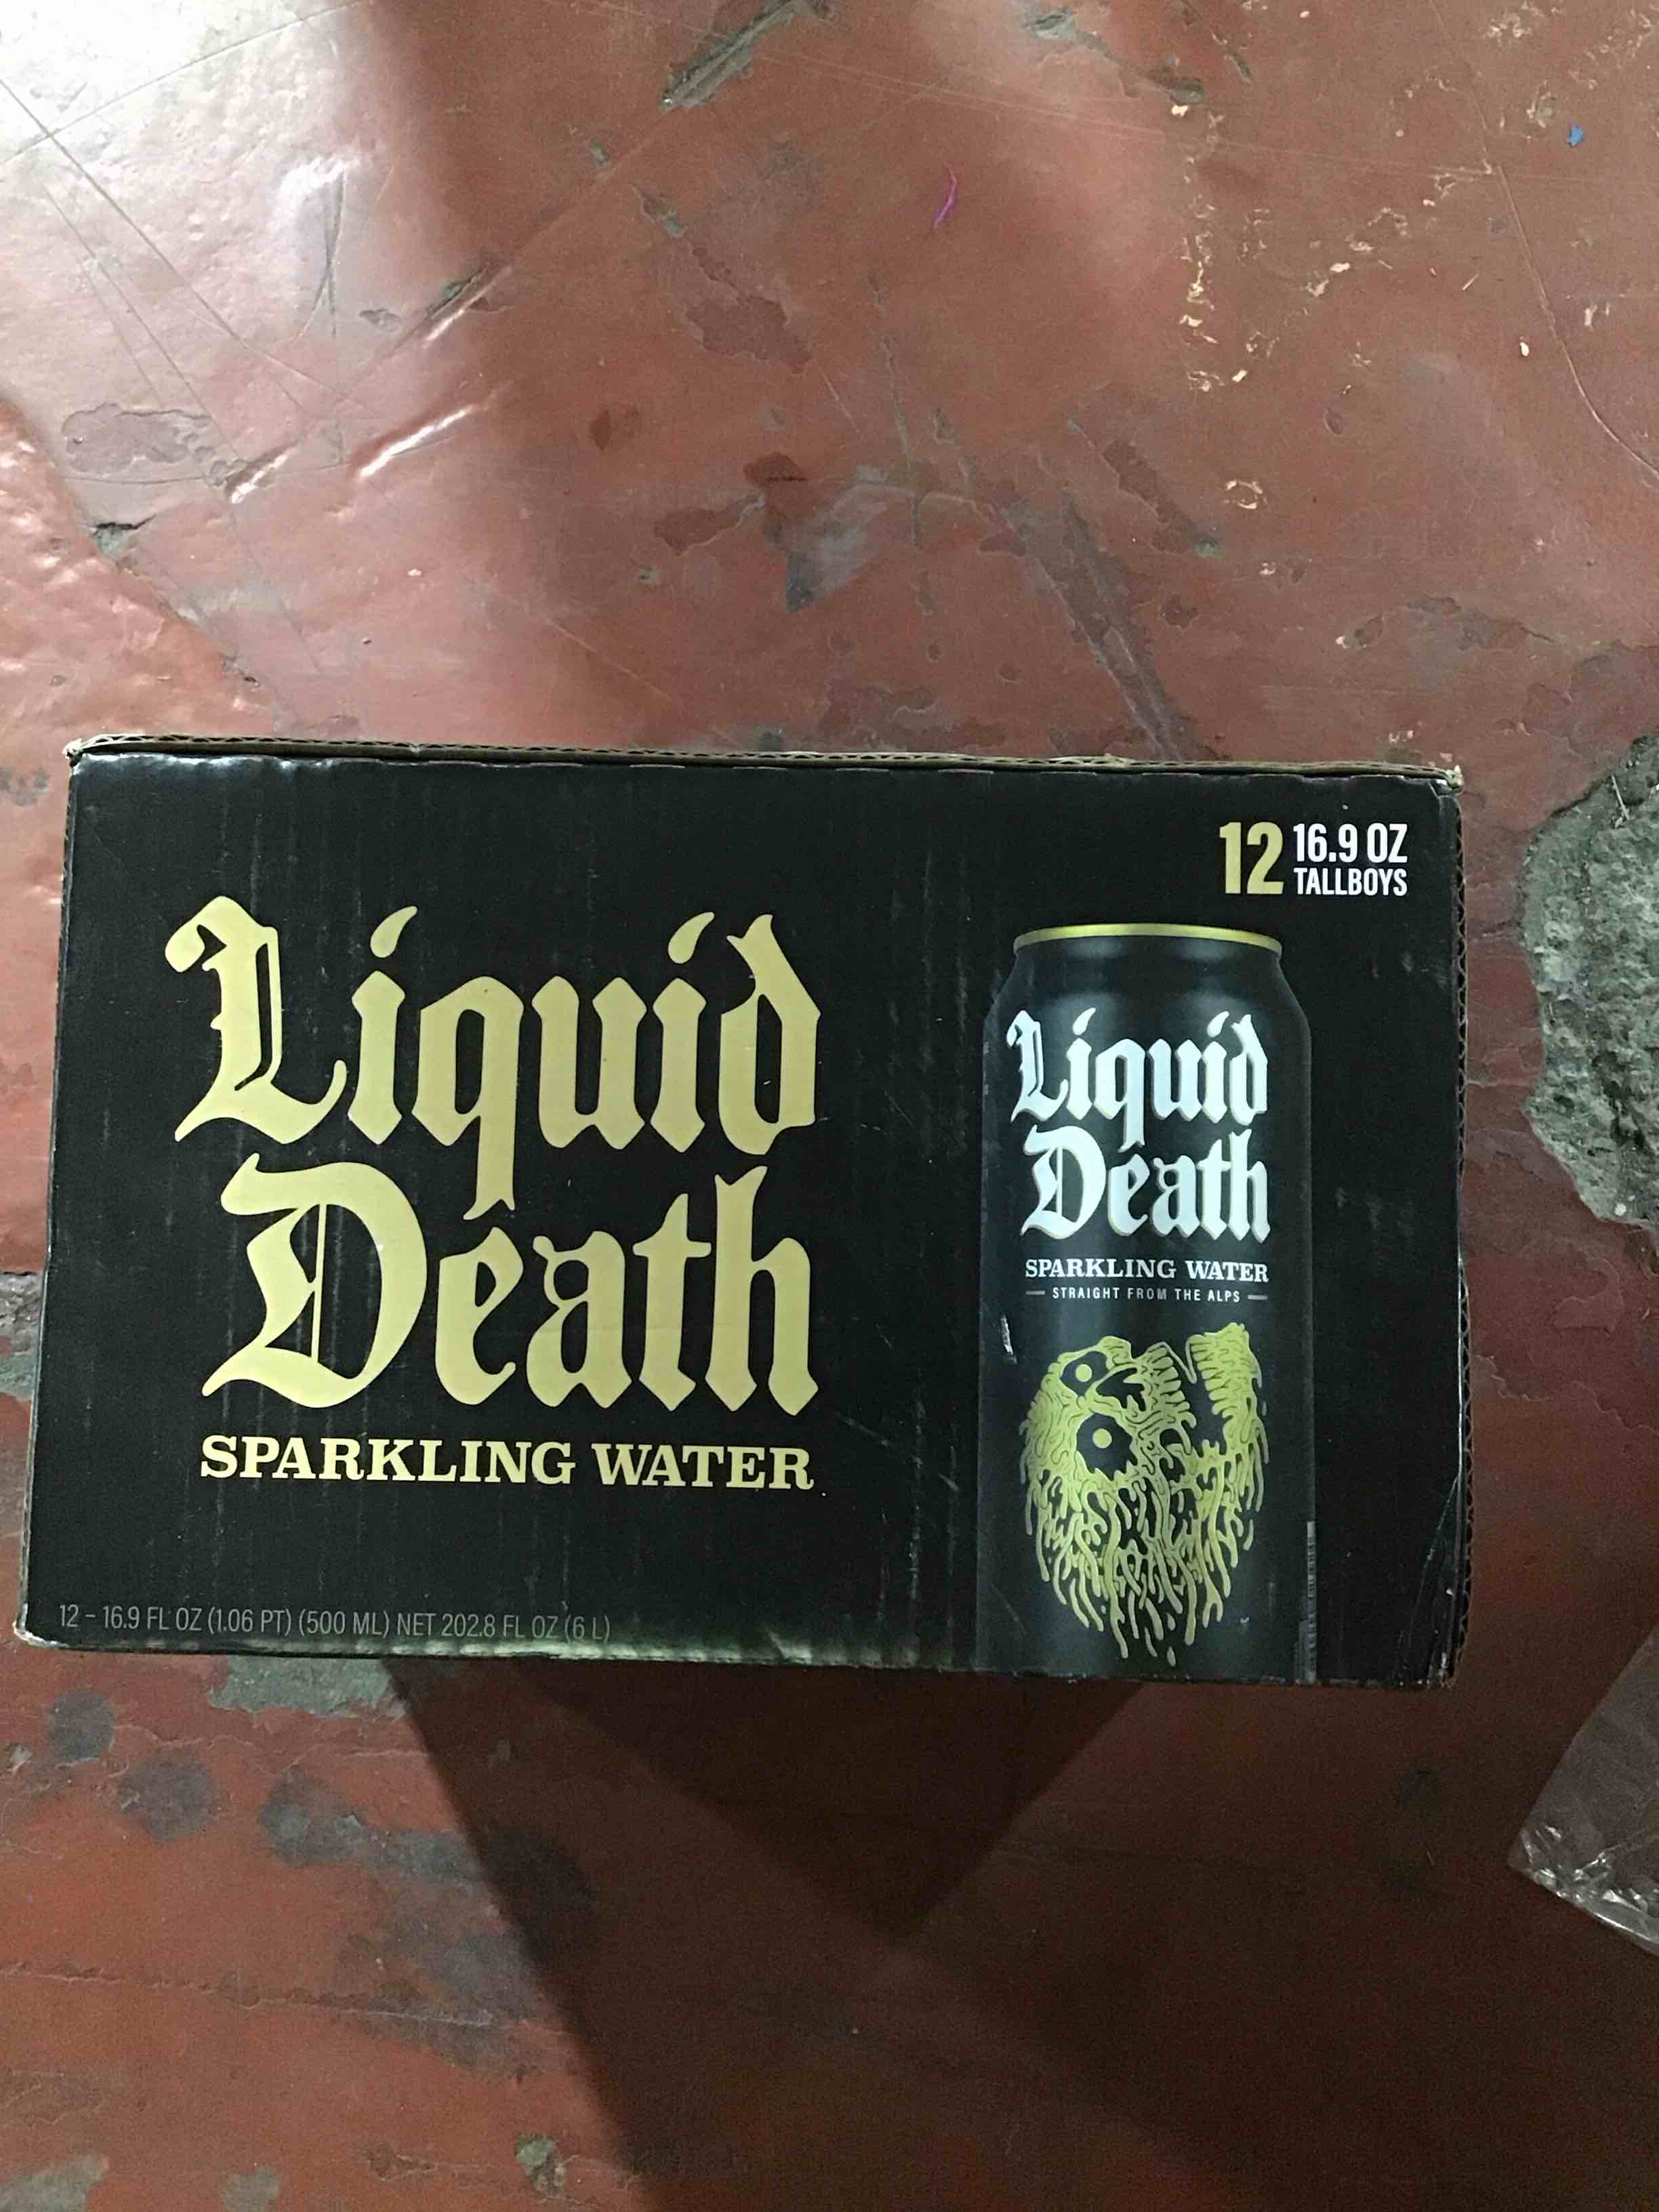 12 16.9 OZ
TALLBOYS
Liquid
Death
SPARKLING WATER
Liquid
Death
SPARKLING WATER
STRAIGHT FROM THE ALPS
12 – 16.9 FL OZ (1.06 PT) (500 ML) NET 202.8 FL OZ (6 L)